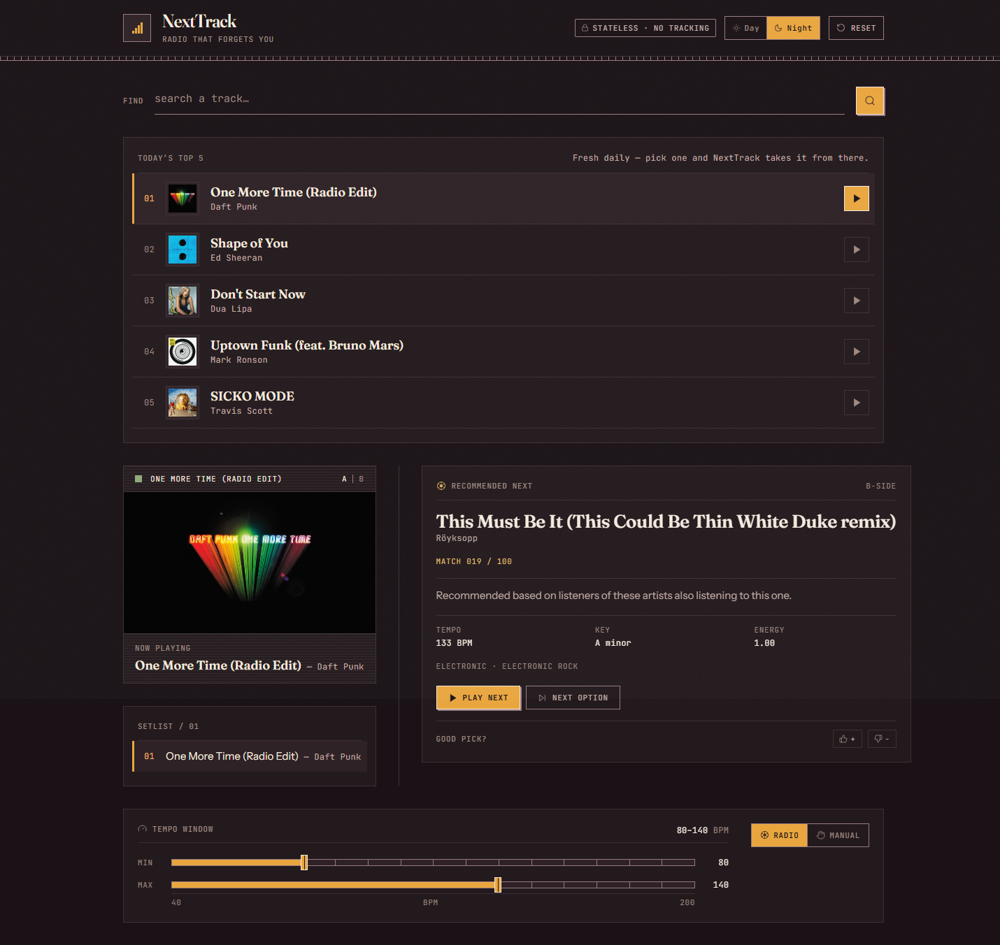 NextTrack
RADIO THAT FORGETS YOU
STATELESS · NO TRACKING
Day
Night
RESET
FIND
search a track…
TODAY'S TOP 5
Fresh daily — pick one and NextTrack takes it from there.
01
One More Time (Radio Edit)
Daft Punk
02
Shape of You
Ed Sheeran
03
Don't Start Now
Dua Lipa
04
Uptown Funk (feat. Bruno Mars)
Mark Ronson
05
SICKO MODE
Travis Scott
ONE MORE TIME (RADIO EDIT)
A | B
DAFT PUNK ONE MORE TIME
NOW PLAYING
One More Time (Radio Edit) — Daft Punk
SETLIST / 01
01 One More Time (Radio Edit) — Daft Punk
RECOMMENDED NEXT
B-SIDE
This Must Be It (This Could Be Thin White Duke remix)
Röyksopp
MATCH 019 / 100
Recommended based on listeners of these artists also listening to this one.
TEMPO
133 BPM
KEY
A minor
ENERGY
1.00
ELECTRONIC · ELECTRONIC ROCK
PLAY NEXT
NEXT OPTION
GOOD PICK?
+
-
TEMPO WINDOW
80–140 BPM
RADIO
MANUAL
MIN
80
MAX
140
40
BPM
200